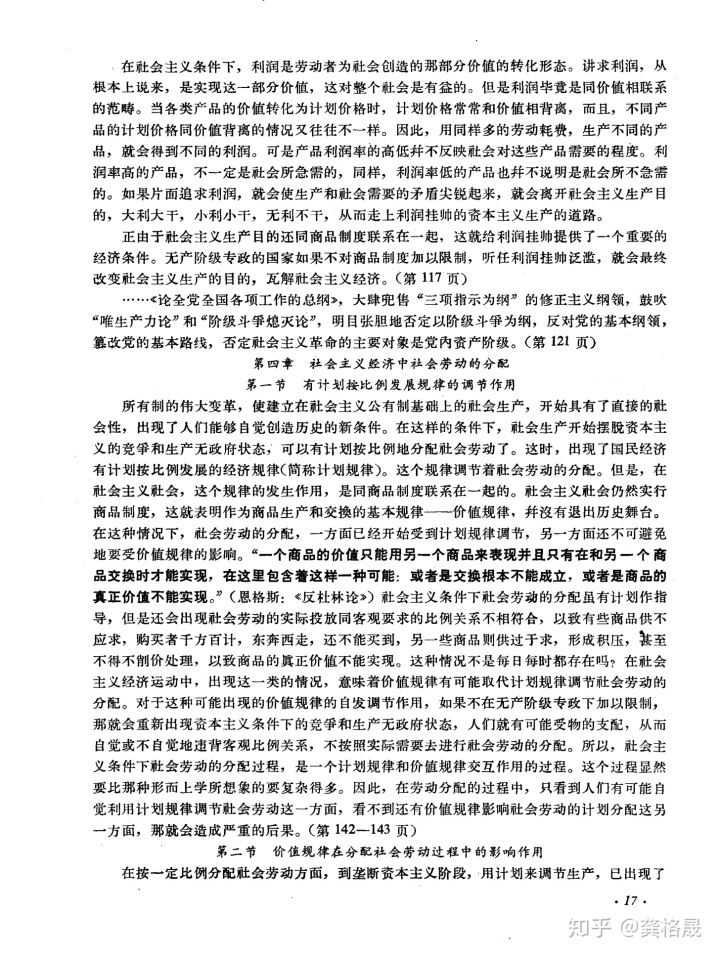 在社会主义条件下，利润是劳动者为社会创造的那部分价值的转化形态。讲求利润，从
根本上说来，是实现这一部分价值，这对整个社会是有益的。但是利润毕竟是同价值相联系
的范畴。当各类产品的价值转化为计划价格时，计划价格常常和价值相背离，而且，不同产
品的计划价格同价值背离的情况又往往不一样。因此，用同样多的劳动耗费，生产不同的产
品，就会得到不同的利润。可是产品利润率的高低幷不反映社会对这些产品需要的程度。利
润率高的产品，不一定是社会所急需的，同样，利润率低的产品也幷不说明是社会所不急需
的。如果片面追求利润，就会使生产和社会需要的矛盾尖锐起来，就会离开社会主义生产目
的，大利大干，小利小干，无利不干，从而走上利润挂帅的资本主义生产的道路。
正由于社会主义生产目的还同商品制度联系在一起，这就给利润挂帅提供了一个重要的
经济条件。无产阶级专政的国家如果不对商品制度加以限制，听任利润挂帅泛滥，就会最终
改变社会主义生产的目的，瓦解社会主义经济。（第117页）
……《论全党全国各项工作的总纲》，大肆兜售“三项指示为纲”的修正主义纲领，鼓吹
“唯生产力论”和“阶级斗爭熄灭论”，明目张胆地否定以阶级斗爭为纲，反对党的基本纲领，
篡改党的基本路线，否定社会主义革命的主要对象是党内资产阶级。（第121页）
第四章　社会主义经济中社会劳动的分配
第一节　有计划按比例发展规律的调节作用
所有制的伟大变革，使建立在社会主义公有制基础上的社会生产，开始具有了直接的社
会性，出现了人们能够自觉创造历史的新条件。在这样的条件下，社会生产开始摆脱资本主
义的竞爭和生产无政府状态，可以有计划按比例地分配社会劳动了。这时，出现了国民经济
有计划按比例发展的经济规律（简称计划规律）。这个规律调节着社会劳动的分配。但是，在
社会主义社会，这个规律的发生作用，是同商品制度联系在一起的。社会主义社会仍然实行
商品制度，这就表明作为商品生产和交换的基本规律——价值规律，幷沒有退出历史舞台。
在这种情况下，社会劳动的分配，一方面已经开始受到计划规律调节，另一方面还不可避免
地要受价值规律的影响。“一个商品的价值只能用另一个商品来表现并且只有在和另一个商
品交换时才能实现，在这里包含着这样一种可能：或者是交换根本不能成立，或者是商品的
真正价值不能实现。”（恩格斯：《反杜林论》）社会主义条件下社会劳动的分配虽有计划作指
导，但是还会出现社会劳动的实际投放同客观要求的比例关系不相符合，以致有些商品供不
应求，购买者千方百计，东奔西走，还不能买到，另一些商品则供过于求，形成积压，甚至
不得不削价处理，以致商品的眞正价值不能实现。这种情况不是每日每时都存在吗？在社会
主义经济运动中，出现这一类的情况，意味着价值规律有可能取代计划规律调节社会劳动的
分配。对于这种可能出现的价值规律的自发调节作用，如果不在无产阶级专政下加以限制，
那就会重新出现资本主义条件下的竞爭和生产无政府状态，人们就有可能受物的支配，从而
自觉或不自觉地违背客观比例关系，不按照实际需要去进行社会劳动的分配。所以，社会主
义条件下社会劳动的分配过程，是一个计划规律和价值规律交互作用的过程。这个过程显然
要比那种形而上学所想象的要复杂得多。因此，在劳动分配的过程中，只看到人们有可能自
觉利用计划规律调节社会劳动这一方面，看不到还有价值规律影响社会劳动的计划分配这另
一方面，那就会造成严重的后果。（第142—143页）
第二节　价值规律在分配社会劳动过程中的影响作用
在按一定比例分配社会劳动方面，到垄断资本主义阶段，用计划来调节生产，已出现了
·17·
知乎 @龚格晟